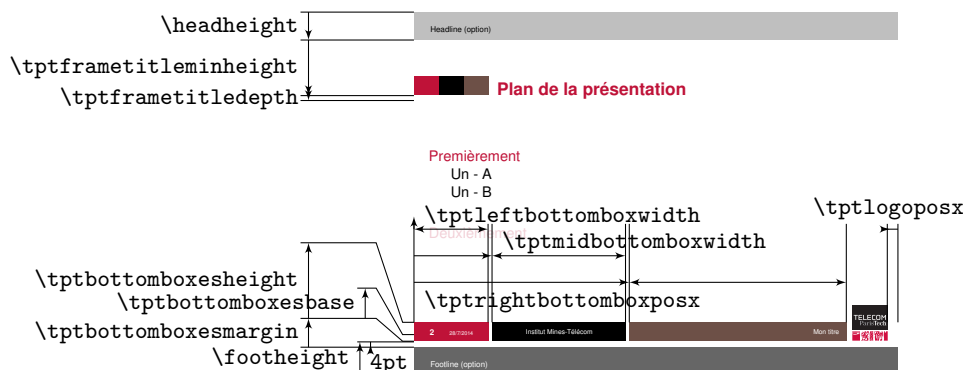 \headheight
Headline (option)
\tptframetitleminheight
\tptframetitledepth
Plan de la présentation
Premièrement
Un - A
Un - B
\tptleftbottomboxwidth
\tptlogoposx
Deuxièmement
\tptmidbottomboxwidth
\tptbottomboxesheight
\tptbottomboxesbase
\tptrightbottomboxposx
\tptbottomboxesmargin
2 28/7/2014 Institut Mines-Télécom Mon titre
TELECOM
ParisTech
\footheight
4pt
Footline (option)